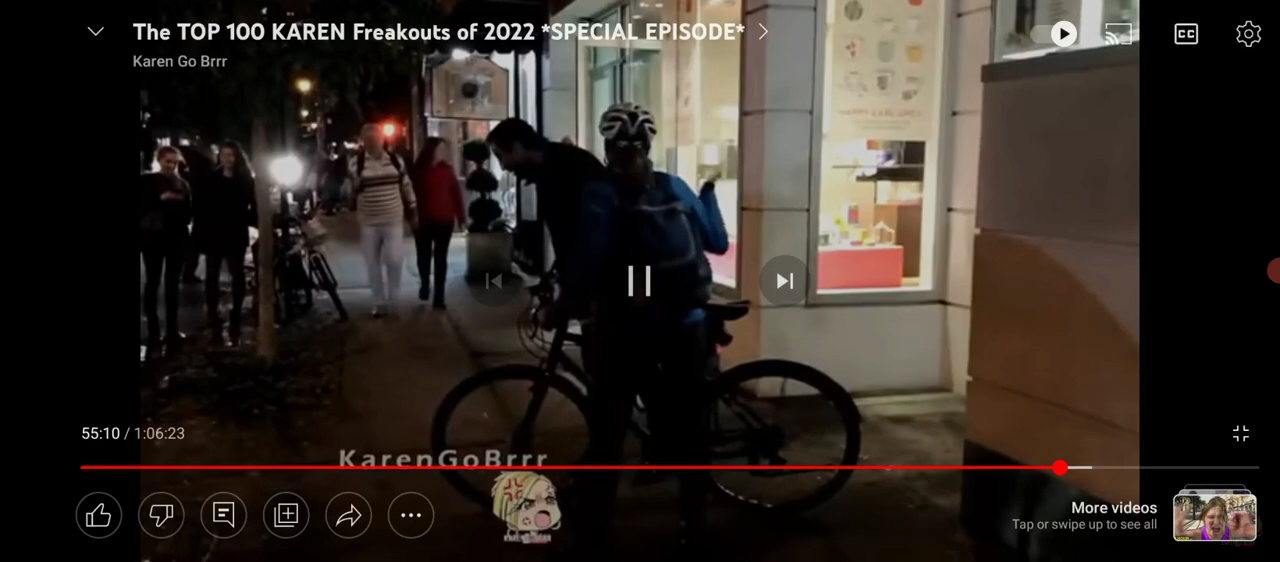 The TOP 100 KAREN Freakouts of 2022 *SPECIAL EPISODE*
Karen Go Brrr
CC
55:10 / 1:06:23
KarenGoBrrr
More videos
Tap or swipe up to see all